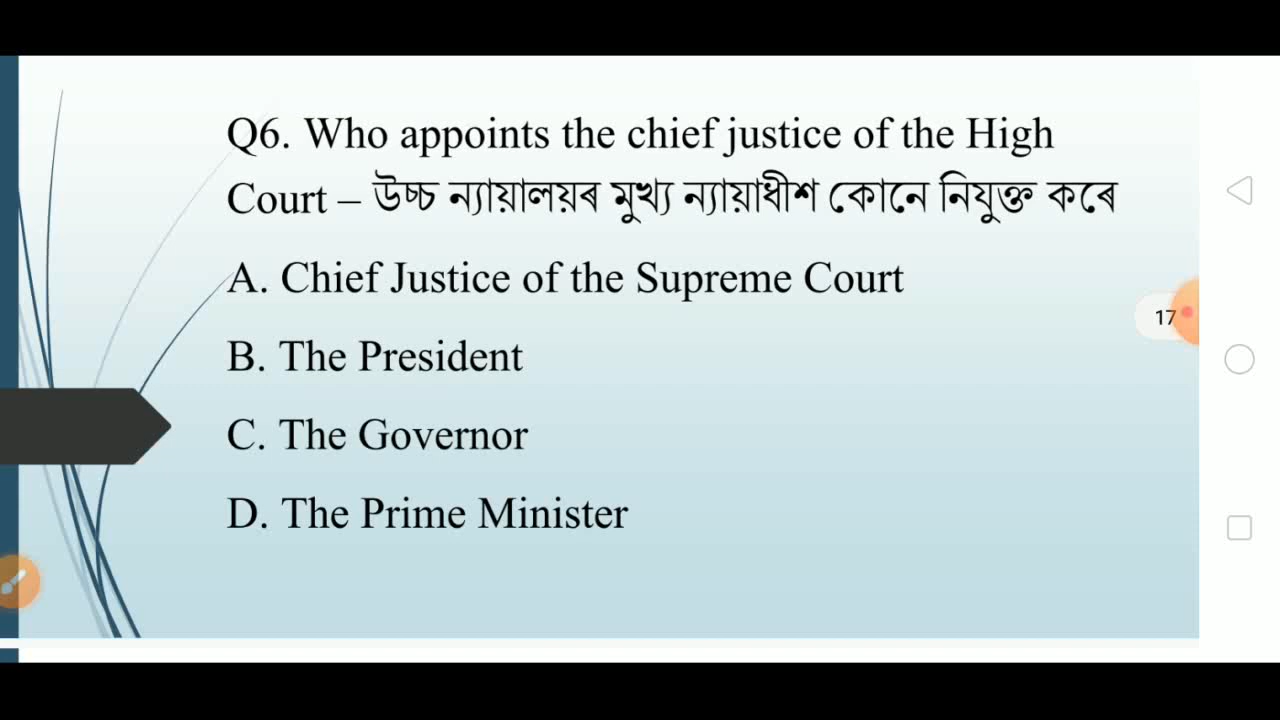 Q6. Who appoints the chief justice of the High
Court – উচ্চ ন্যায়ালয়ৰ মুখ্য ন্যায়াধীশ কোনে নিযুক্ত কৰে
A. Chief Justice of the Supreme Court
B. The President
C. The Governor
D. The Prime Minister
17